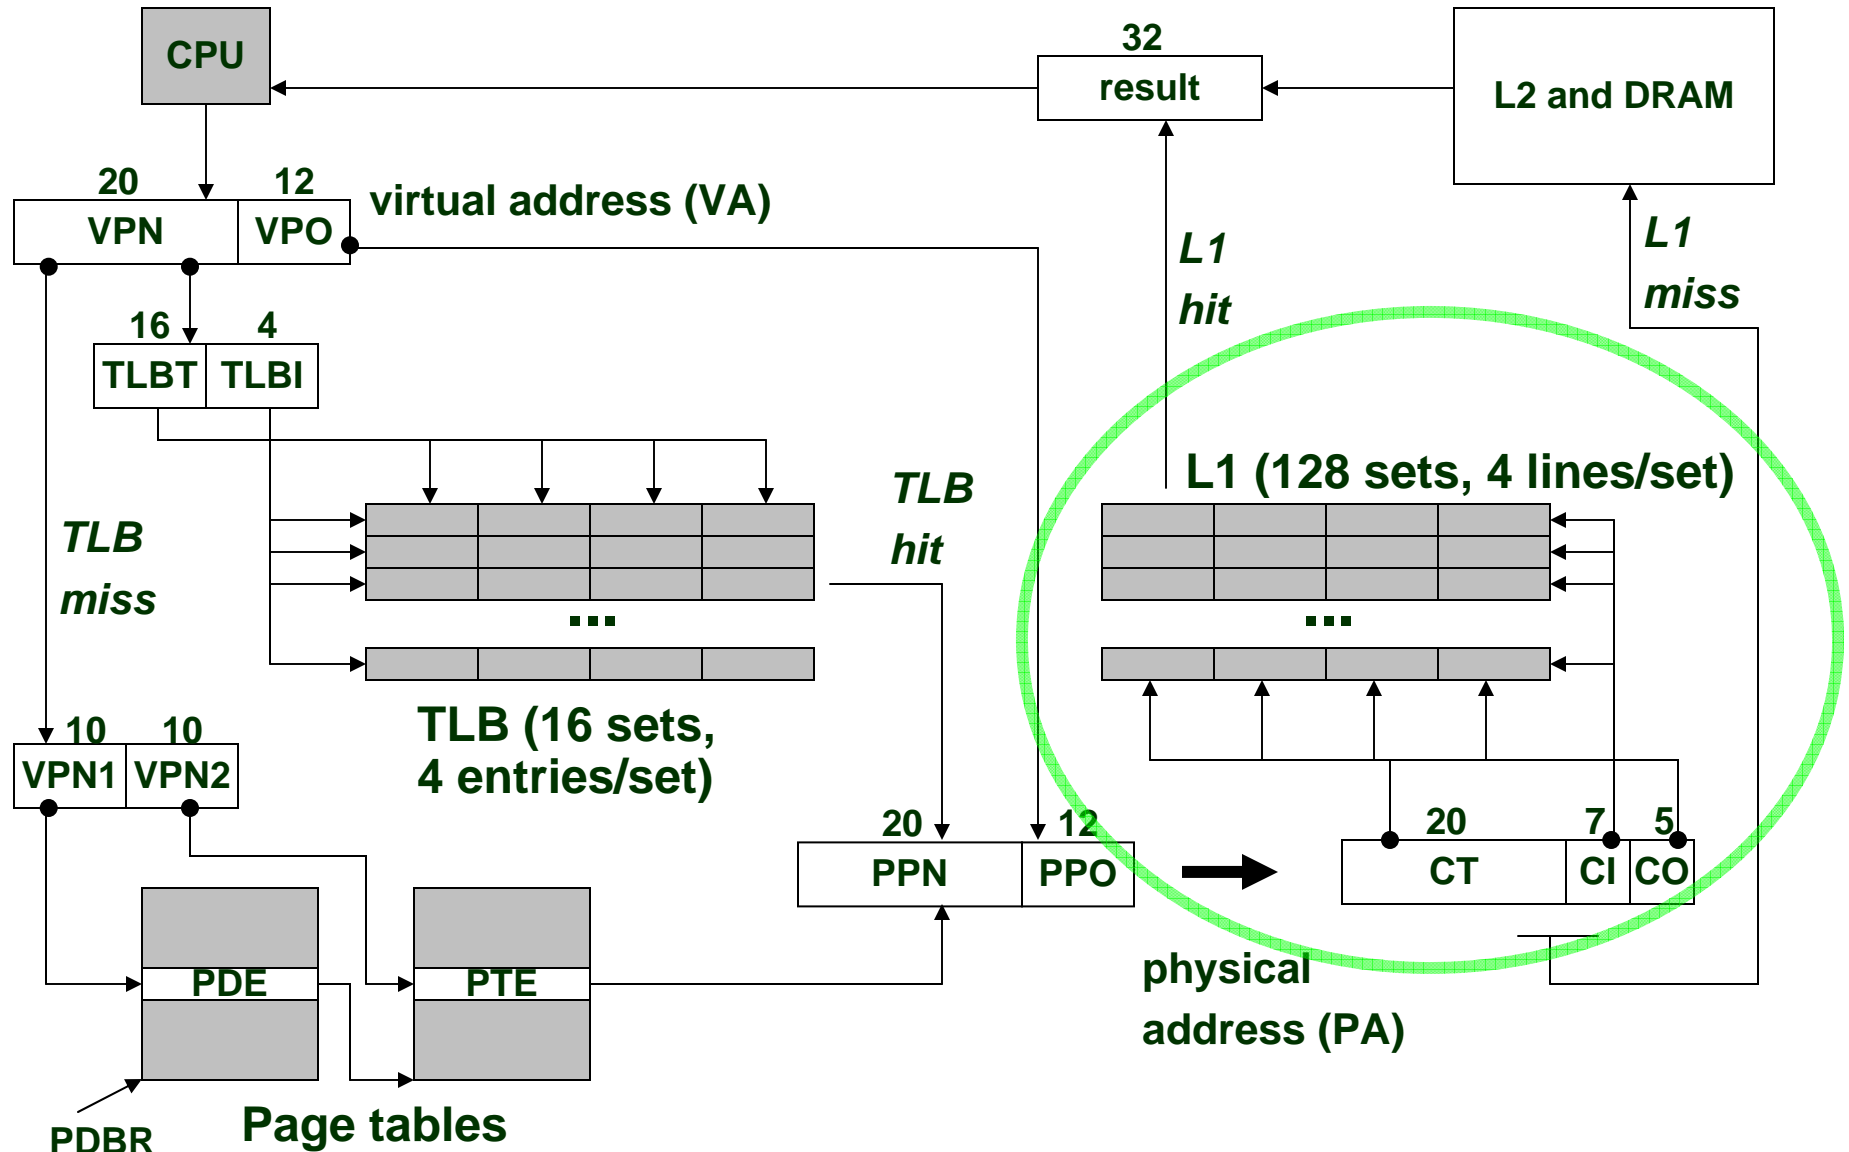 CPU
32
result
L2 and DRAM
20
12
VPN
VPO
virtual address (VA)
L1
hit
L1
miss
16
4
TLBT
TLBI
TLB
miss
TLB
hit
L1 (128 sets, 4 lines/set)
...
...
TLB (16 sets,
4 entries/set)
10
10
VPN1
VPN2
20
12
PPN
PPO
20
7
5
CT
CI
CO
PDE
PTE
physical
address (PA)
PDBR
Page tables